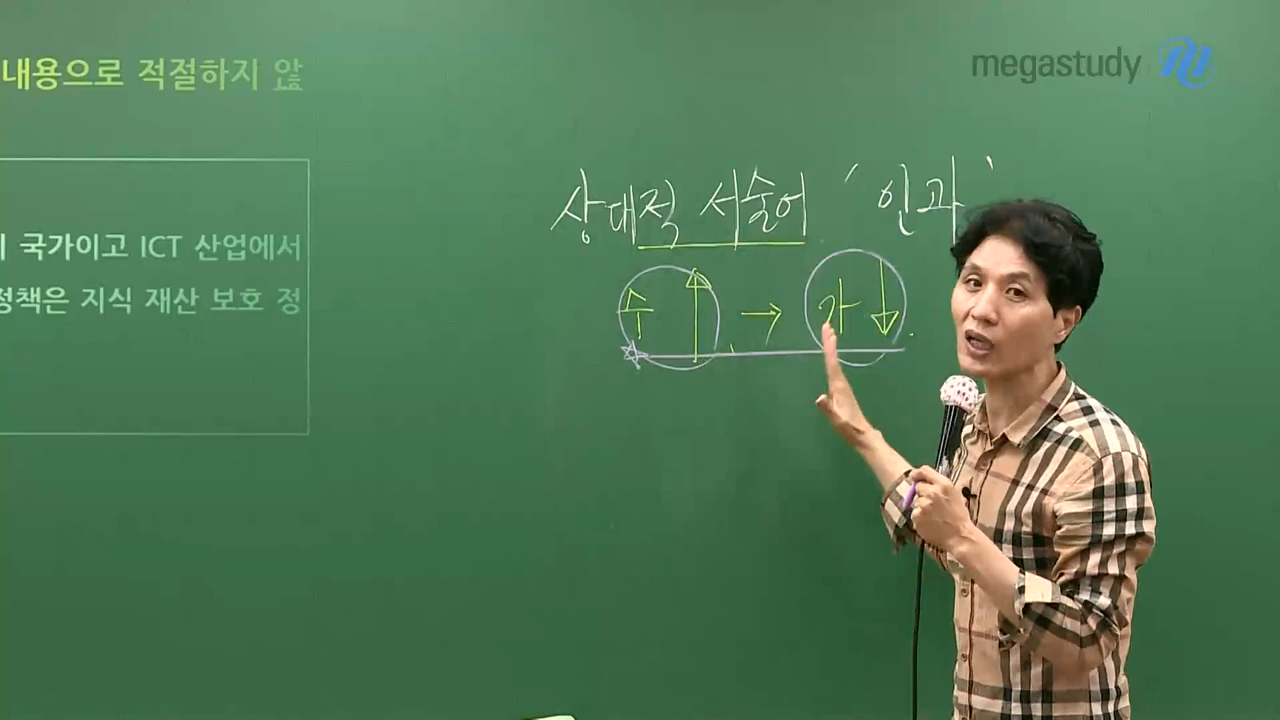 내용으로 적절하지 않
megastudy
상대적 서술어 ‘인과’
수 ↑ → 가 ↓
국가이고 ICT 산업에서
정책은 지식 재산 보호 정